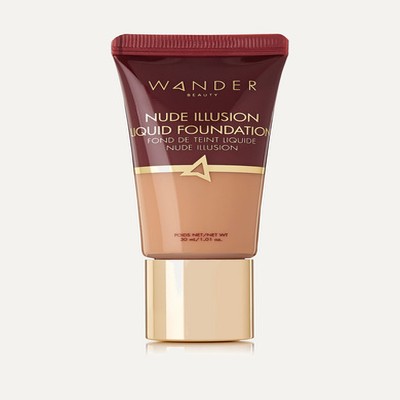 WANDER
BEAUTY
NUDE ILLUSION
LIQUID FOUNDATION
FOND DE TEINT LIQUIDE
NUDE ILLUSION
POIDS NET/NET WT
30 ml/1.01 oz.